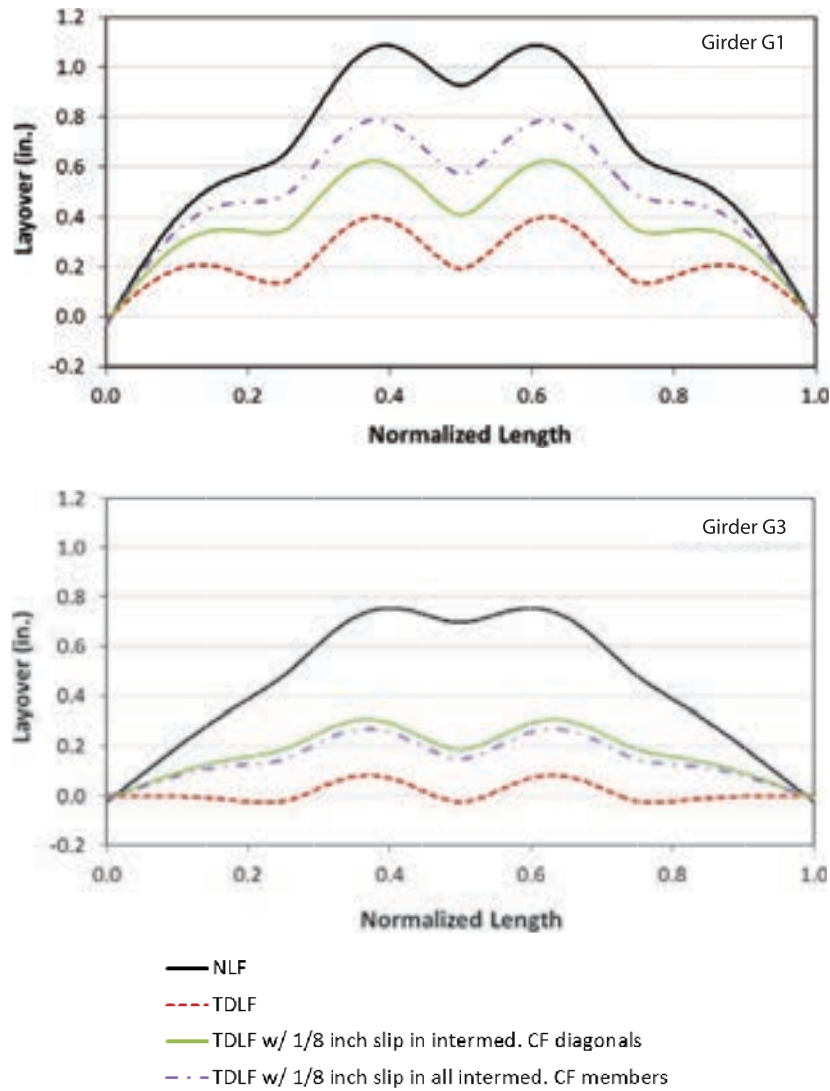 Girder G1
Layover (in.)
1.2
1.0
0.8
0.6
0.4
0.2
0.0
-0.2
0.0 0.2 0.4 0.6 0.8 1.0
Normalized Length
Girder G3
Layover (in.)
1.2
1.0
0.8
0.6
0.4
0.2
0.0
-0.2
0.0 0.2 0.4 0.6 0.8 1.0
Normalized Length
NLF
TDLF
TDLF w/ 1/8 inch slip in intermed. CF diagonals
TDLF w/ 1/8 inch slip in all intermed. CF members